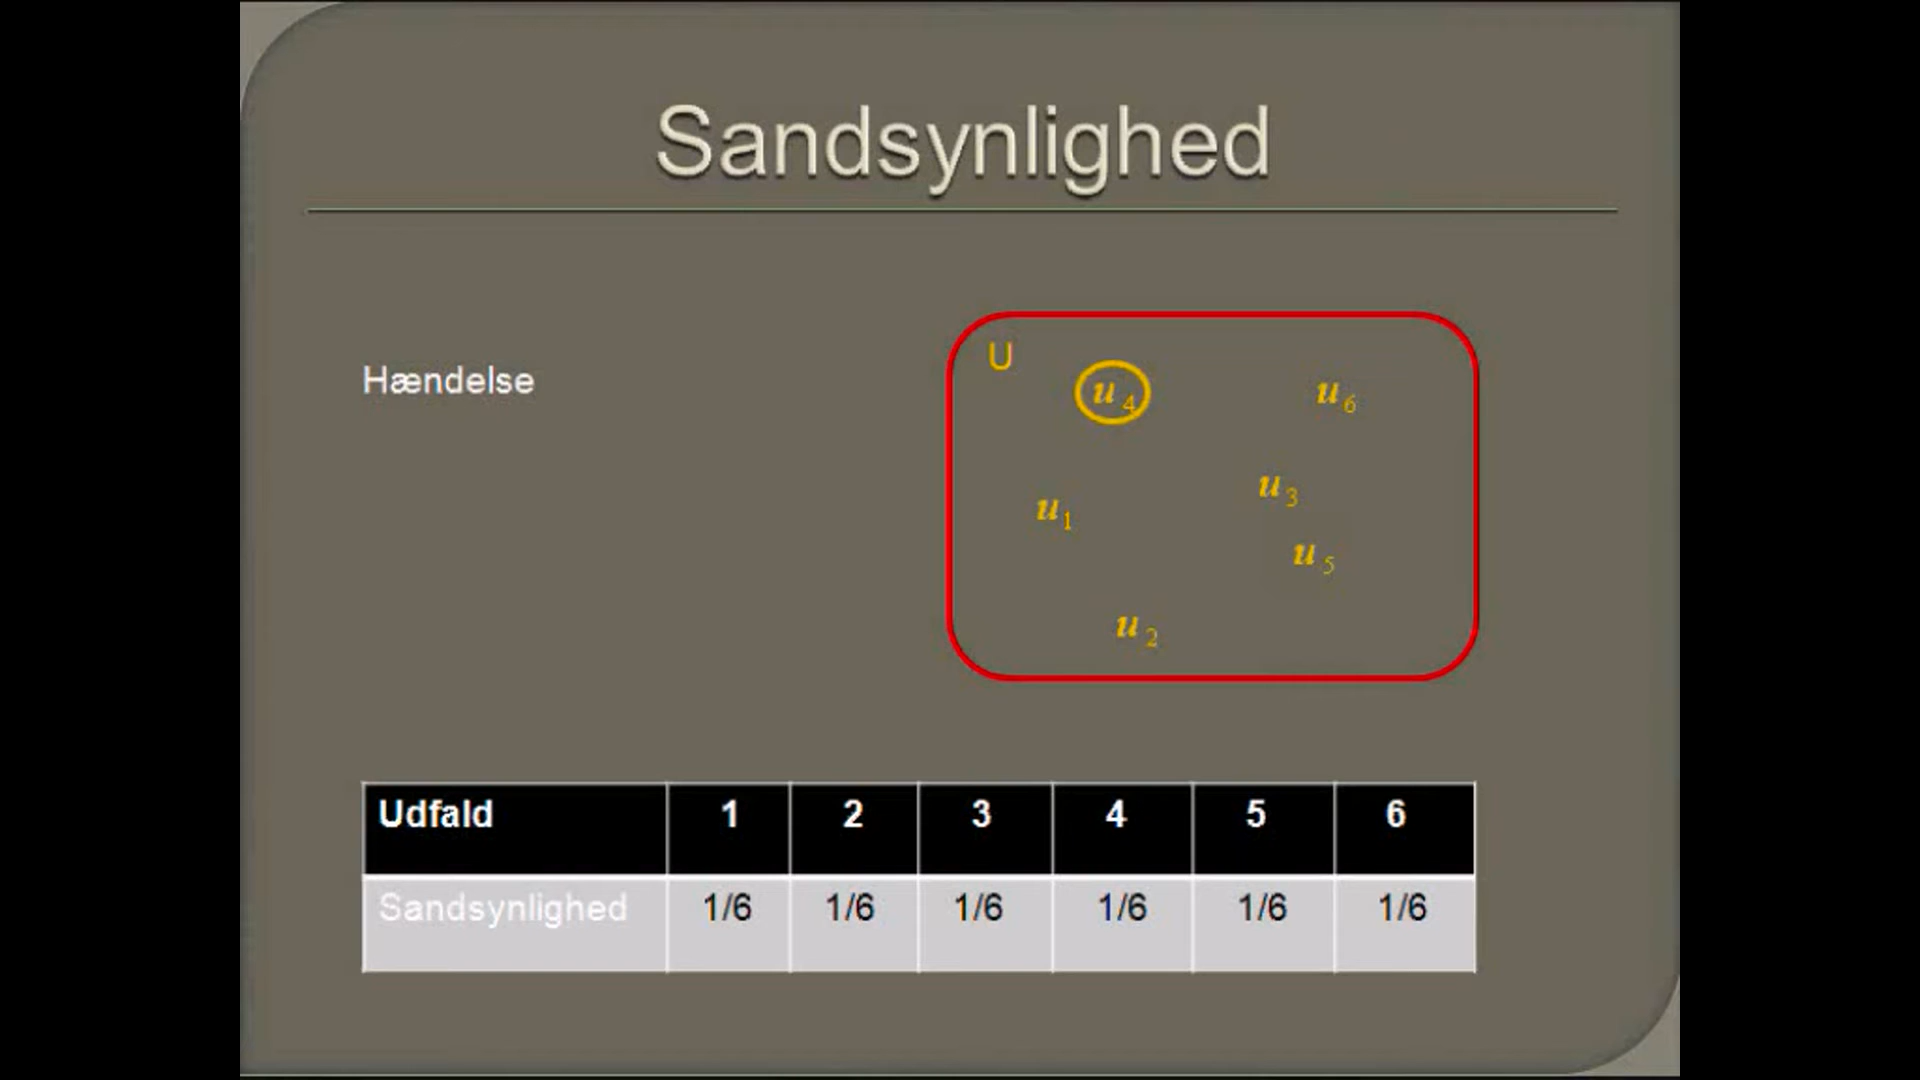 Sandsynlighed
Hændelse
U
u4
u6
u3
u1
u5
u2
Udfald 1 2 3 4 5 6
Sandsynlighed 1/6 1/6 1/6 1/6 1/6 1/6